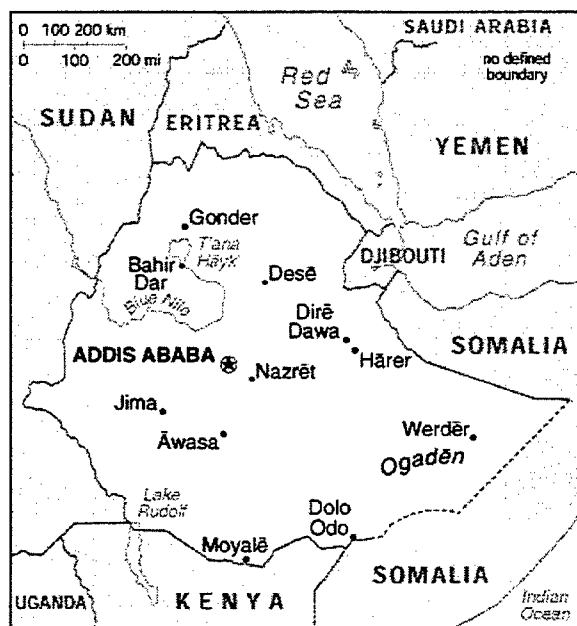 0 100 200 km
0 100 200 mi
SAUDI ARABIA
no defined
boundary
Red
Sea
SUDAN
ERITREA
YEMEN
Gonder
T'ana
Hāyk'
Bahir
Dar
Blue Nile
Desē
DJIBOUTI
Gulf of
Aden
Dirē
Dawa
Hārer
SOMALIA
ADDIS ABABA
Nazrēt
Jima
Āwasa
Werdēr
Ogadēn
Lake
Rudolf
Dolo
Odo
Moyalē
SOMALIA
UGANDA
KENYA
Indian
Ocean